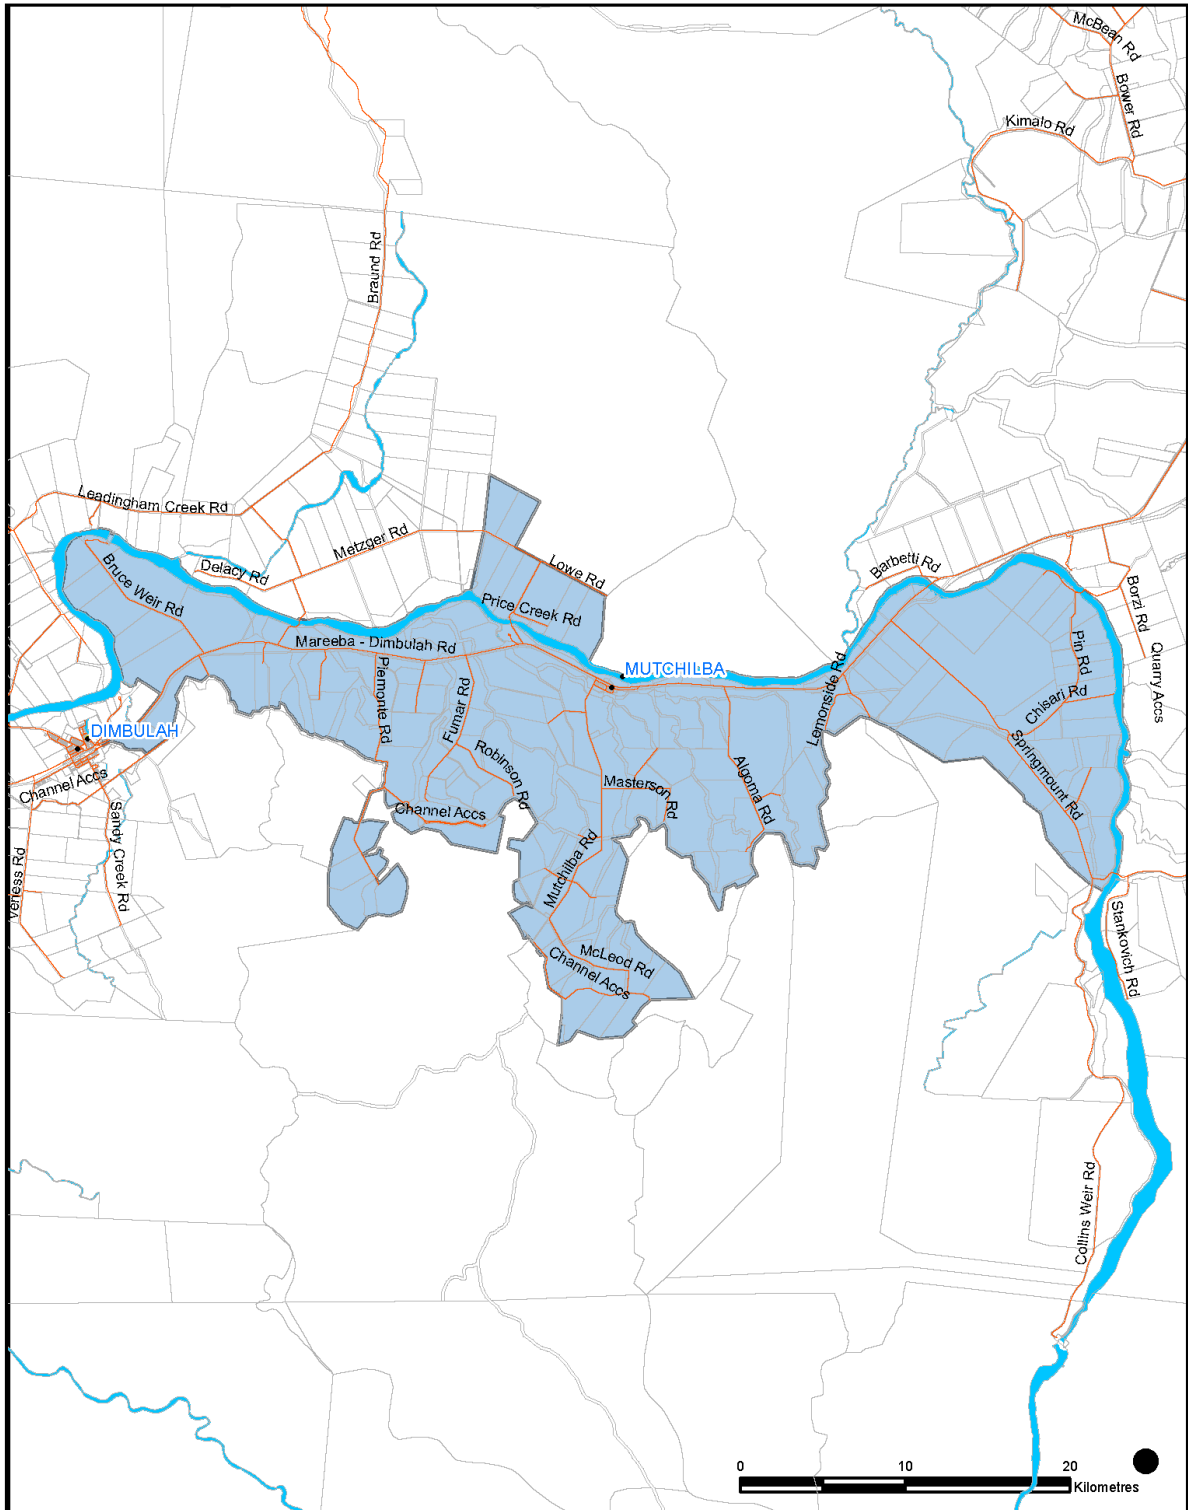 McBean Rd
Bower Rd
Kimalo Rd
Braund Rd
Leadingham Creek Rd
Metzger Rd
Lowe Rd
Barbetti Rd
Delacy Rd
Bruce Weir Rd
Price Creek Rd
Borzi Rd
Mareeba - Dimbulah Rd
Pin Rd
MUTCHILBA
Quarry Accs
Piemonte Rd
Fumar Rd
Lemonside Rd
Chisari Rd
DIMBULAH
Robinson Rd
Springmount Rd
Algoma Rd
Masterson Rd
Channel Accs
Channel Accs
Sandy Creek Rd
Veness Rd
Mutchilba Rd
Stankovich Rd
McLeod Rd
Channel Accs
Collins Weir Rd
0 10 20
Kilometres